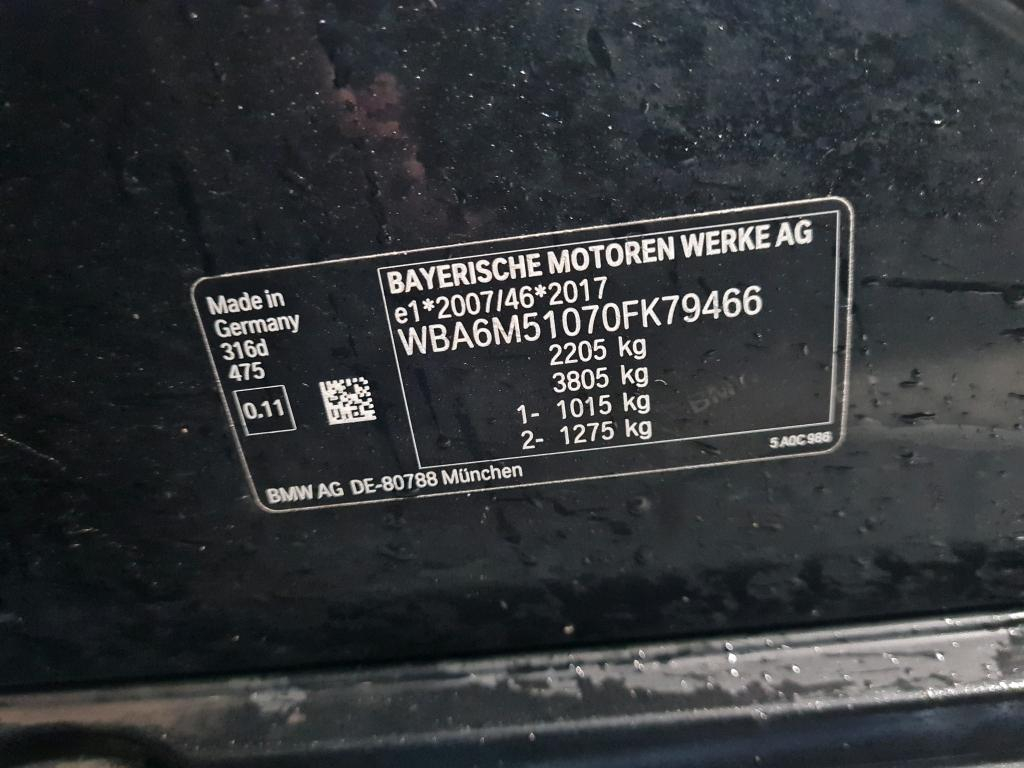 Made in
Germany
316d
475
0.11
BAYERISCHE MOTOREN WERKE AG
e1*2007/46*2017
WBA6M51070FK79466
2205 kg
3805 kg
1- 1015 kg
2- 1275 kg
5A0C986
BMW AG DE-80788 München